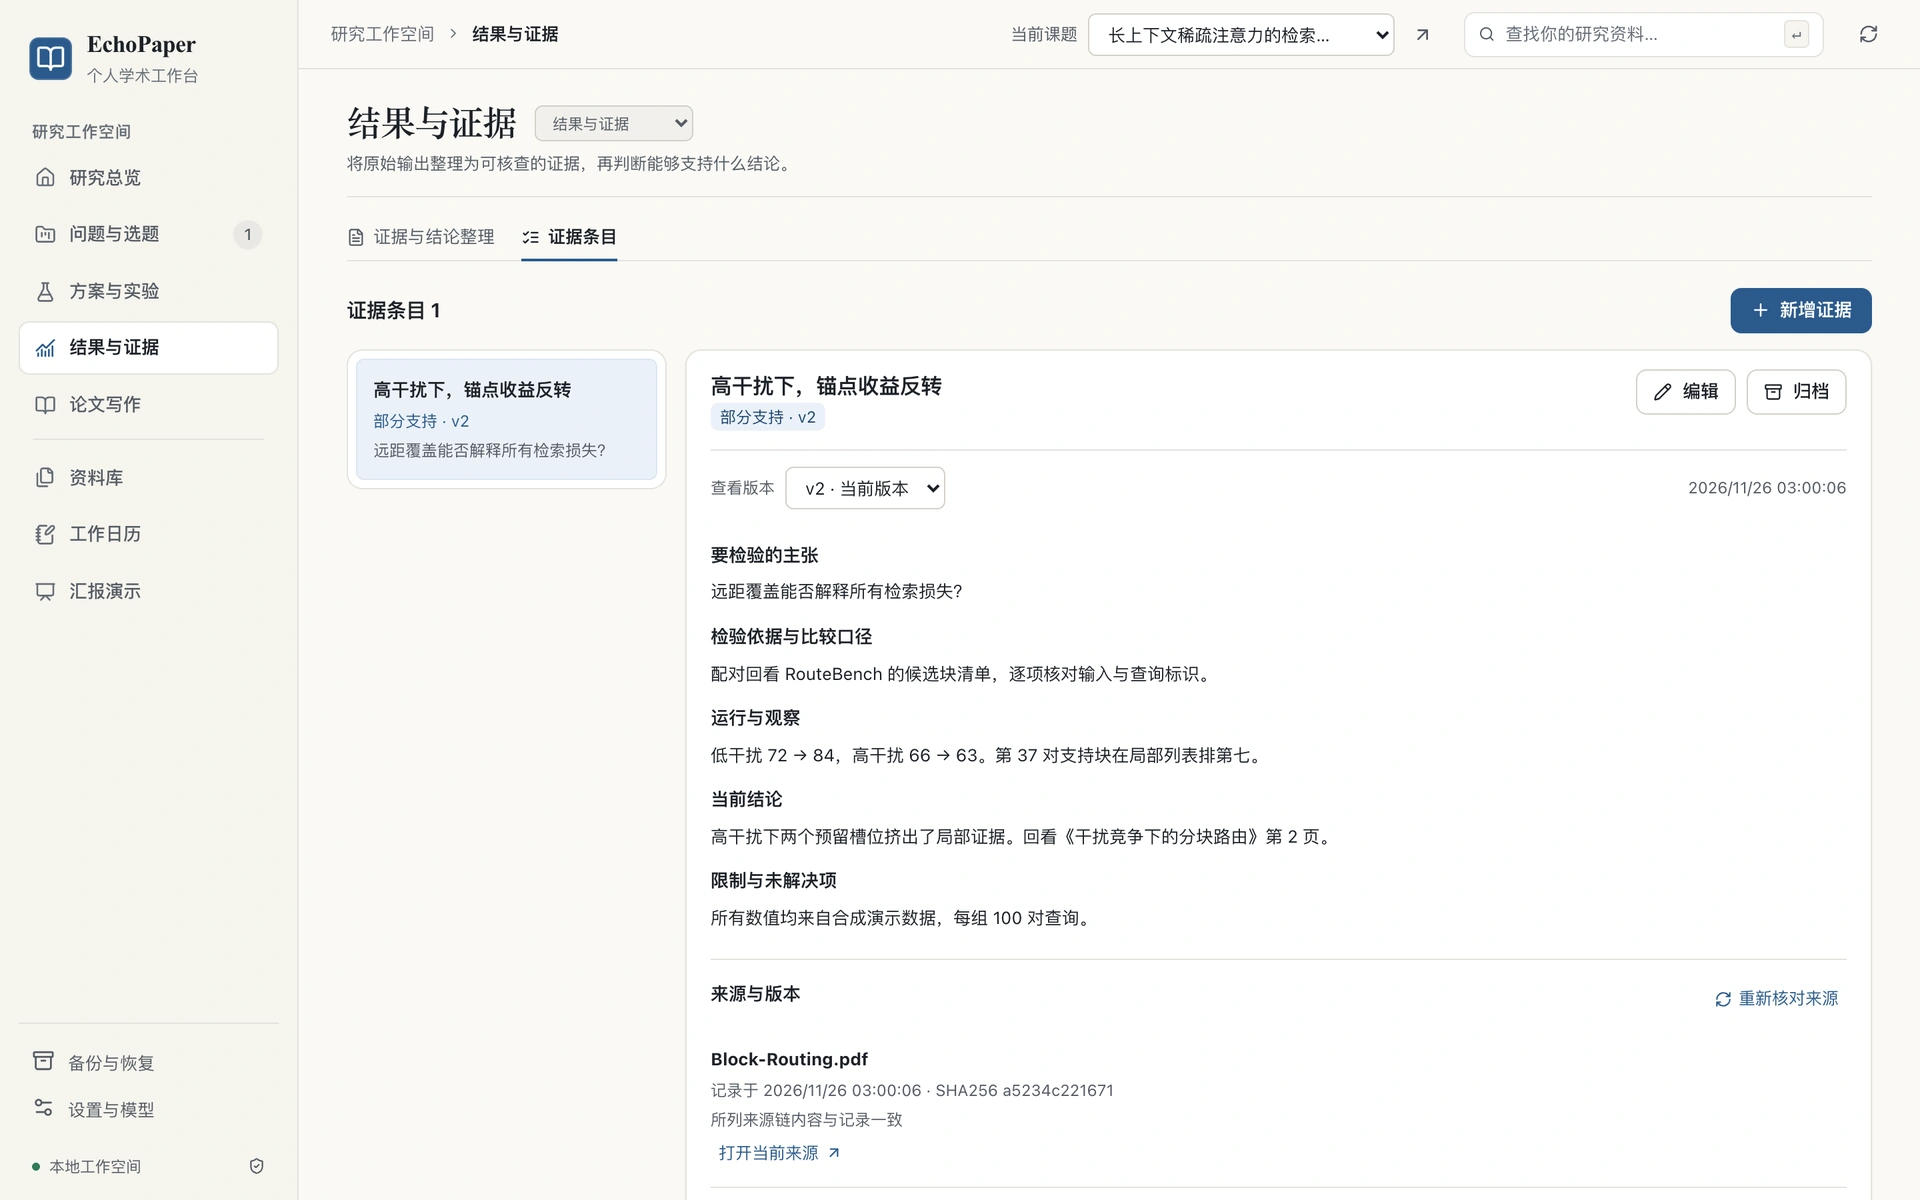 EchoPaper
个人学术工作台
研究工作空间
研究总览
问题与选题
1
方案与实验
结果与证据
论文写作
资料库
工作日历
汇报演示
备份与恢复
设置与模型
本地工作空间
研究工作空间
结果与证据
当前课题
长上下文稀疏注意力的检索...
查找你的研究资料...
结果与证据
结果与证据
将原始输出整理为可核查的证据，再判断能够支持什么结论。
证据与结论整理
证据条目
证据条目 1
新增证据
高干扰下，锚点收益反转
部分支持 · v2
远距覆盖能否解释所有检索损失？
高干扰下，锚点收益反转
部分支持 · v2
编辑
归档
查看版本
v2 · 当前版本
2026/11/26 03:00:06
要检验的主张
远距覆盖能否解释所有检索损失？
检验依据与比较口径
配对回看 RouteBench 的候选块清单，逐项核对输入与查询标识。
运行与观察
低干扰 72 → 84，高干扰 66 → 63。第 37 对支持块在局部列表排第七。
当前结论
高干扰下两个预留槽位挤出了局部证据。回看《干扰竞争下的分块路由》第 2 页。
限制与未解决项
所有数值均来自合成演示数据，每组 100 对查询。
来源与版本
重新核对来源
Block-Routing.pdf
记录于 2026/11/26 03:00:06 · SHA256 a5234c221671
所列来源链内容与记录一致
打开当前来源